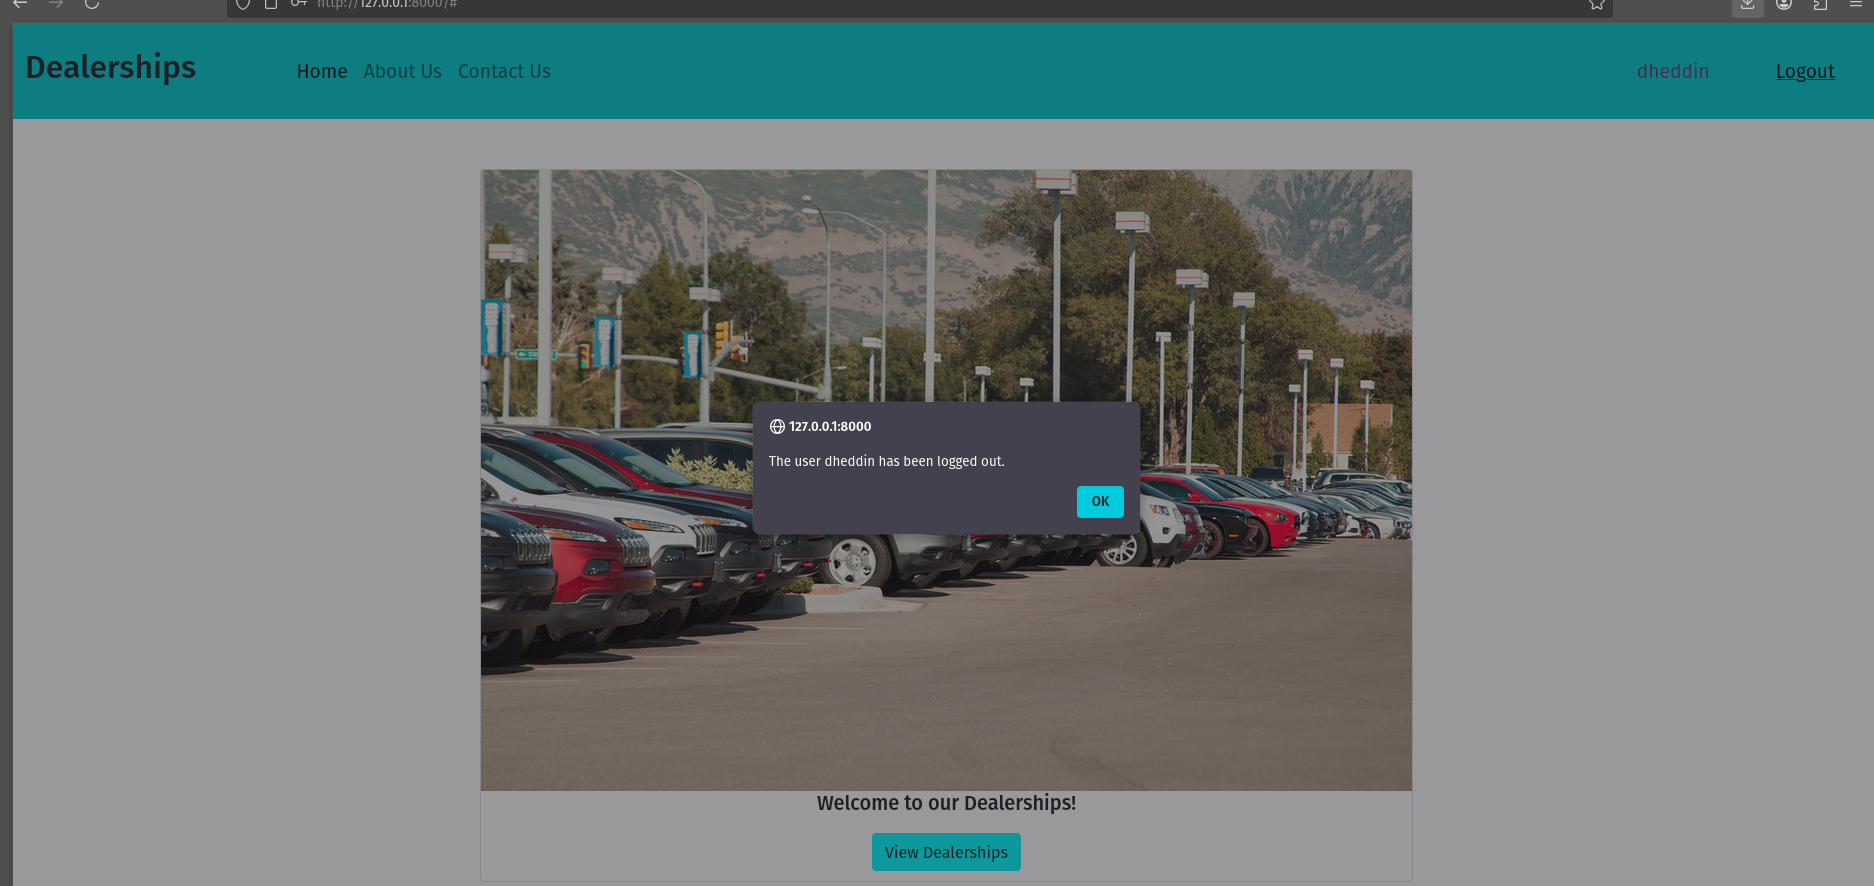 http://127.0.0.1:8000/#
Dealerships
Home About Us Contact Us
dheddin Logout
127.0.0.1:8000
The user dheddin has been logged out.
OK
Welcome to our Dealerships!
View Dealerships